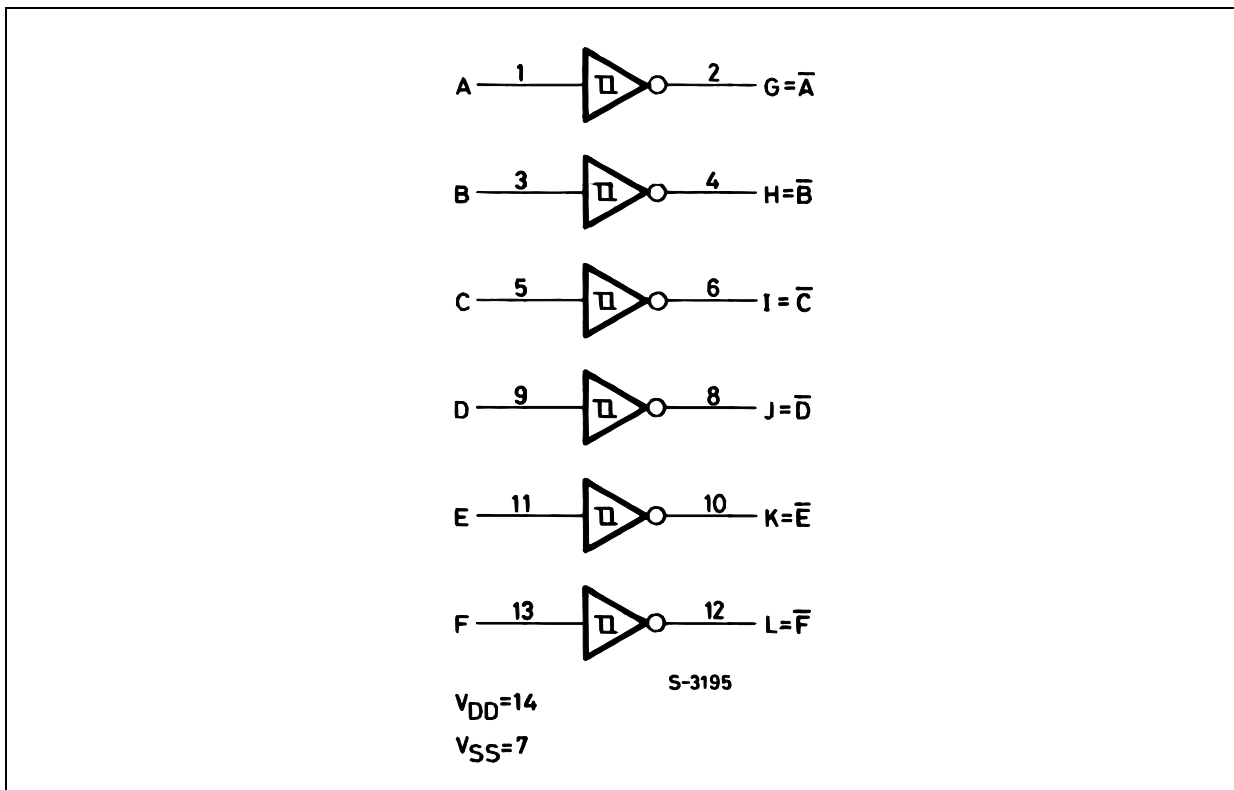 A 1 2 G=A̅
B 3 4 H=B̅
C 5 6 I=C̅
D 9 8 J=D̅
E 11 10 K=E̅
F 13 12 L=F̅
S-3195
VDD=14
VSS=7